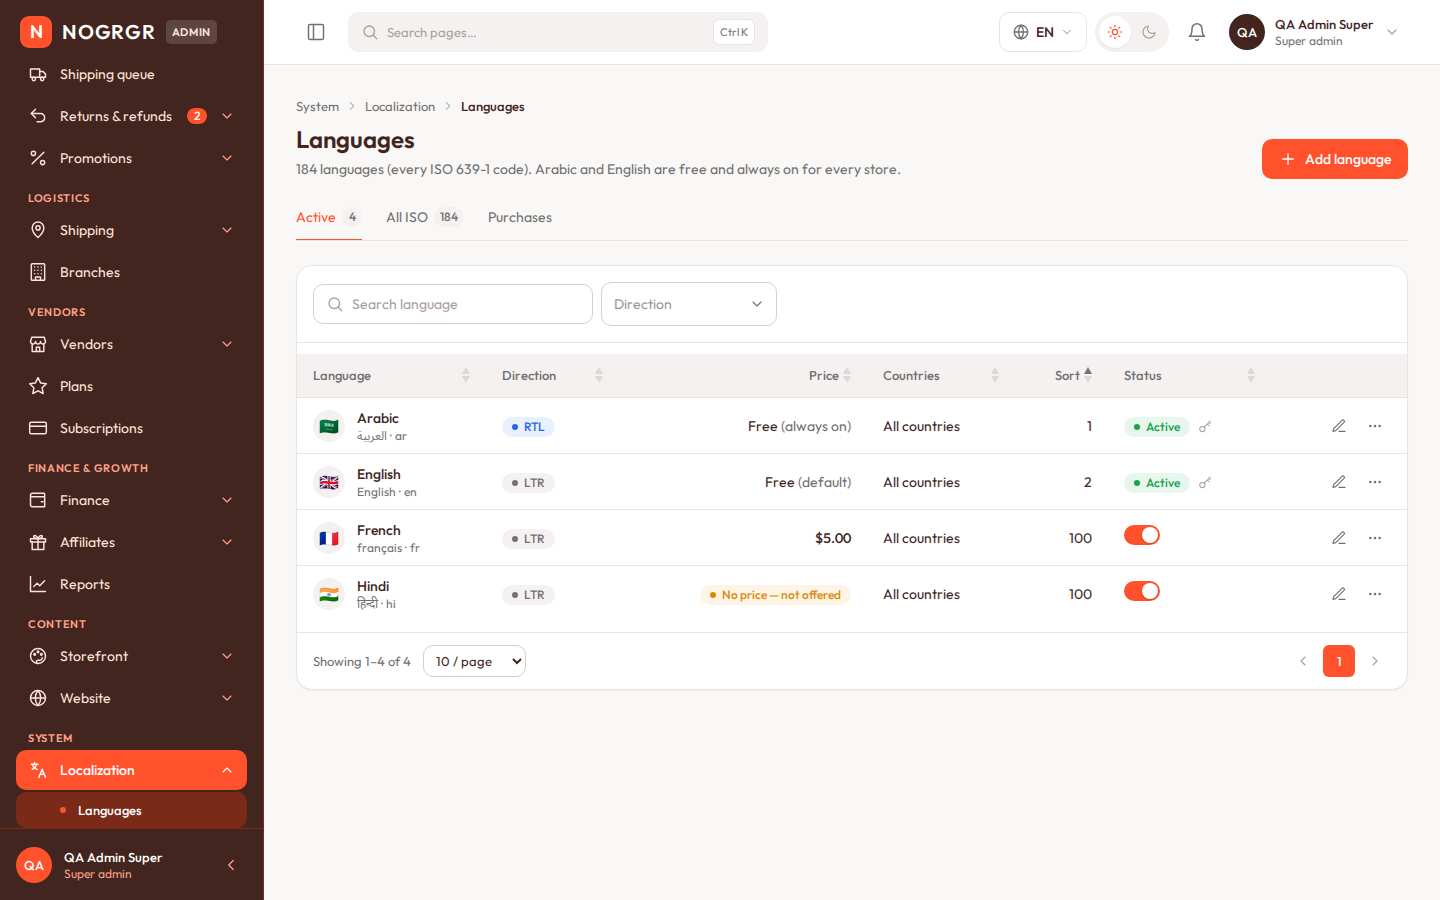 N NOGRGR ADMIN
Search pages...
Ctrl K
EN
QA
QA Admin Super
Super admin
Shipping queue
Returns & refunds 2
Promotions
LOGISTICS
Shipping
Branches
VENDORS
Vendors
Plans
Subscriptions
FINANCE & GROWTH
Finance
Affiliates
Reports
CONTENT
Storefront
Website
SYSTEM
Localization
Languages
QA
QA Admin Super
Super admin
System > Localization > Languages
Languages
184 languages (every ISO 639-1 code). Arabic and English are free and always on for every store.
+ Add language
Active 4 All ISO 184 Purchases
Search language
Direction
Language Direction Price Countries Sort Status
Arabic
العربية · ar
RTL Free (always on) All countries 1 Active
English
English · en
LTR Free (default) All countries 2 Active
French
français · fr
LTR $5.00 All countries 100
Hindi
हिन्दी · hi
LTR No price — not offered All countries 100
Showing 1–4 of 4
10 / page
1